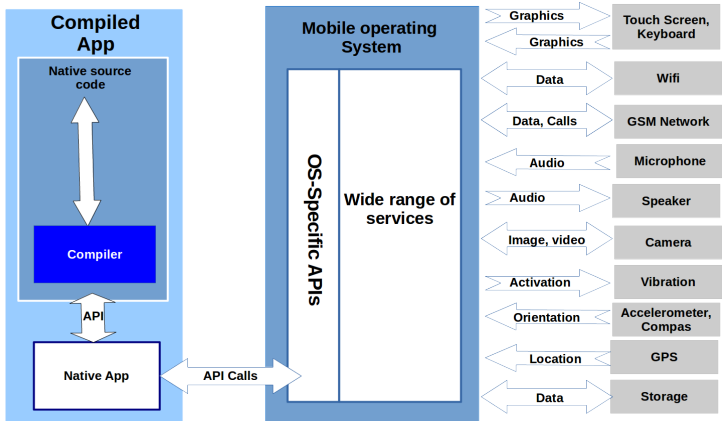 Compiled
App
Native source
code
Compiler
API
Native App
API Calls
Mobile operating
System
OS-Specific APIs
Wide range of
services
Graphics
Graphics
Touch Screen,
Keyboard
Data
Wifi
Data, Calls
GSM Network
Audio
Microphone
Audio
Speaker
Image, video
Camera
Activation
Vibration
Orientation
Accelerometer,
Compas
Location
GPS
Data
Storage